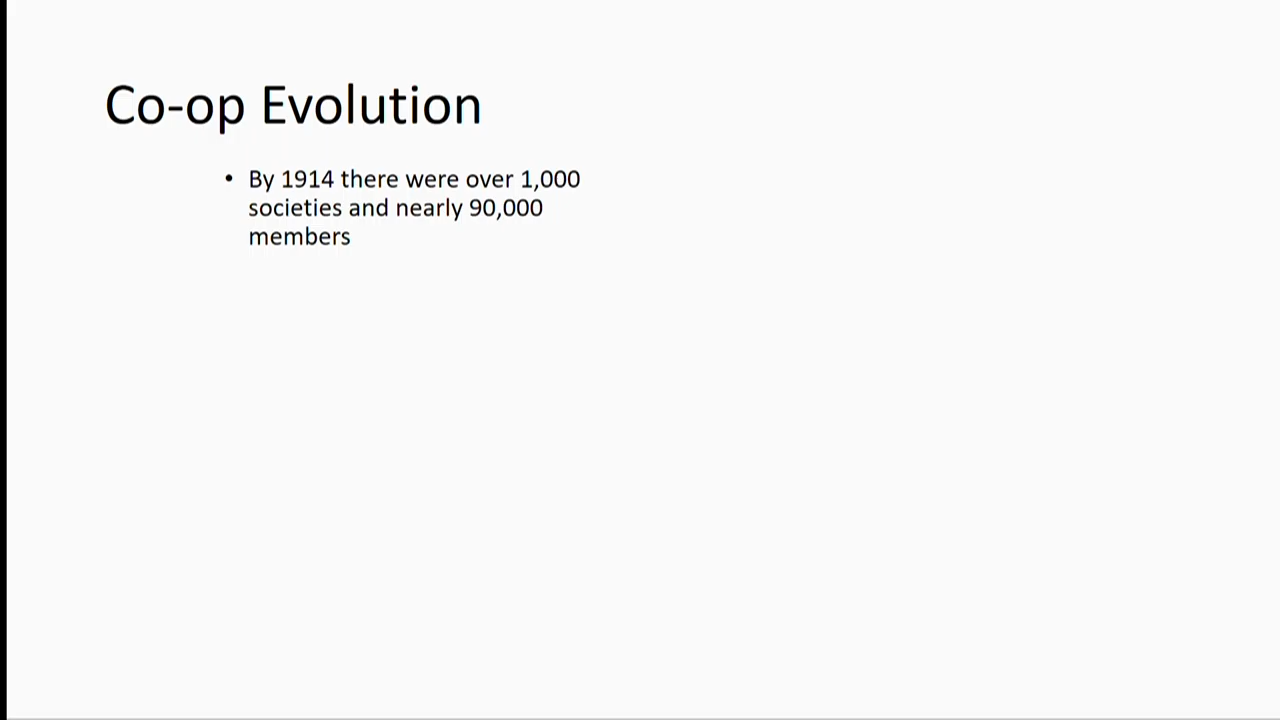 Co-op Evolution
• By 1914 there were over 1,000
societies and nearly 90,000
members